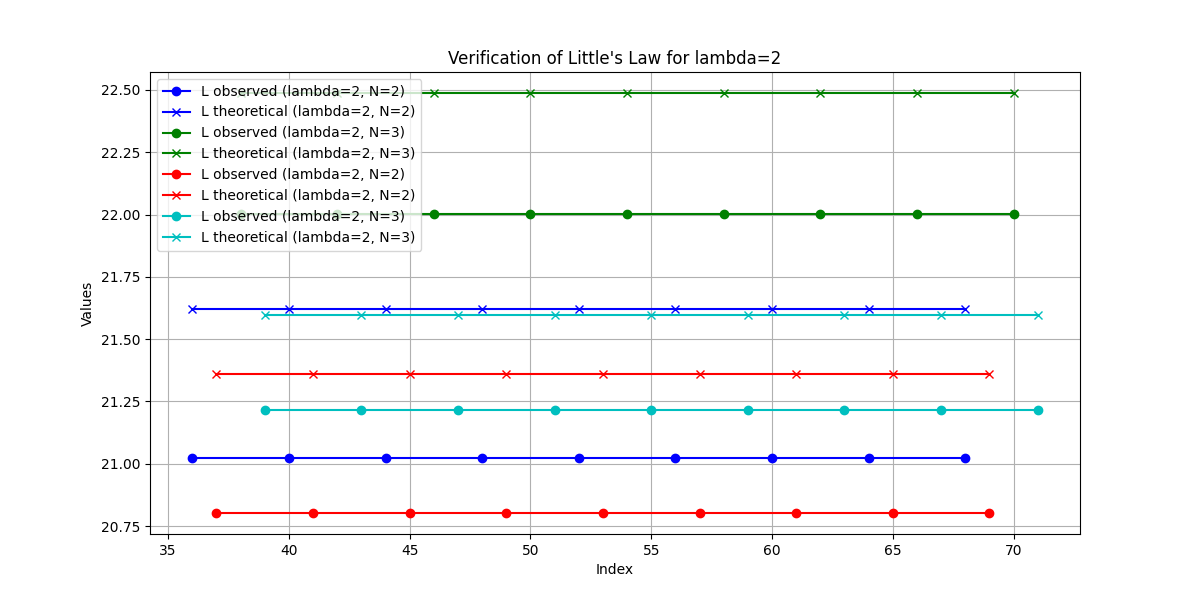 Verification of Little's Law for lambda=2
22.50
22.25
22.00
21.75
21.50
21.25
21.00
20.75
Values
L observed (lambda=2, N=2)
L theoretical (lambda=2, N=2)
L observed (lambda=2, N=3)
L theoretical (lambda=2, N=3)
L observed (lambda=2, N=2)
L theoretical (lambda=2, N=2)
L observed (lambda=2, N=3)
L theoretical (lambda=2, N=3)
35 40 45 50 55 60 65 70
Index